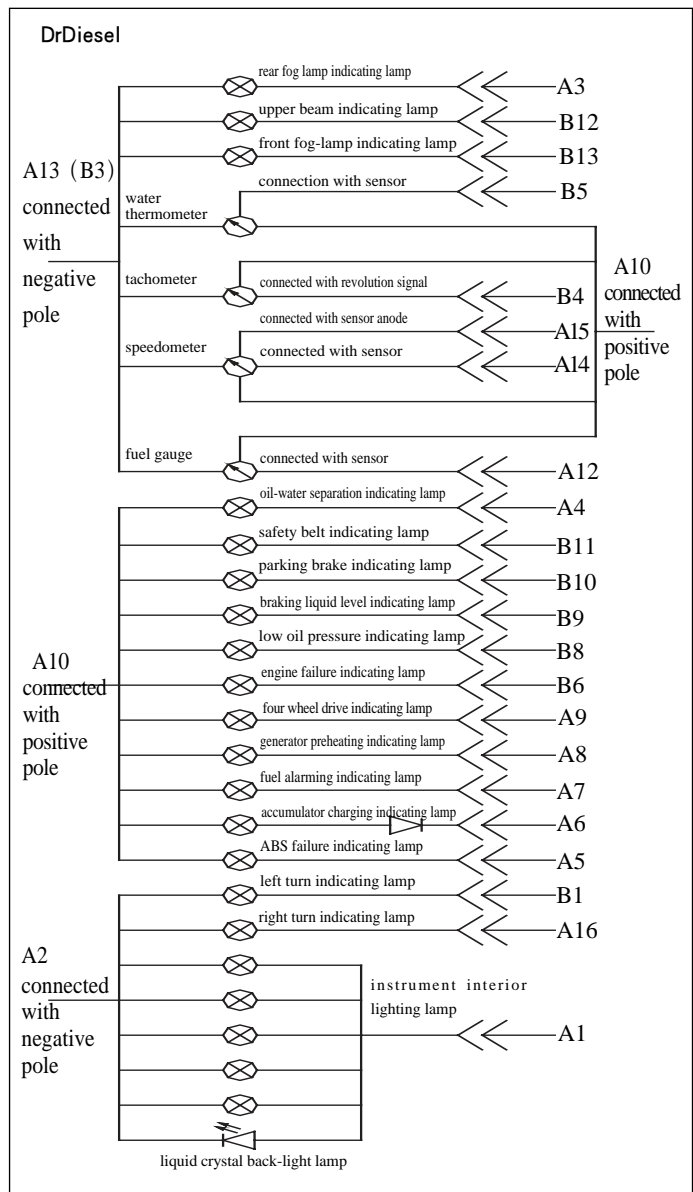 DrDiesel
rear fog lamp indicating lamp
A3
upper beam indicating lamp
B12
front fog-lamp indicating lamp
B13
A13 (B3)
connected
with
negative
pole
connection with sensor
B5
water
thermometer
tachometer
connected with revolution signal
B4
A10
connected
with
positive
pole
connected with sensor anode
A15
speedometer
connected with sensor
A14
fuel gauge
connected with sensor
A12
oil-water separation indicating lamp
A4
safety belt indicating lamp
B11
parking brake indicating lamp
B10
braking liquid level indicating lamp
B9
low oil pressure indicating lamp
B8
A10
connected
with
positive
pole
engine failure indicating lamp
B6
four wheel drive indicating lamp
A9
generator preheating indicating lamp
A8
fuel alarming indicating lamp
A7
accumulator charging indicating lamp
A6
ABS failure indicating lamp
A5
left turn indicating lamp
B1
right turn indicating lamp
A16
A2
connected
with
negative
pole
instrument interior
lighting lamp
A1
liquid crystal back-light lamp